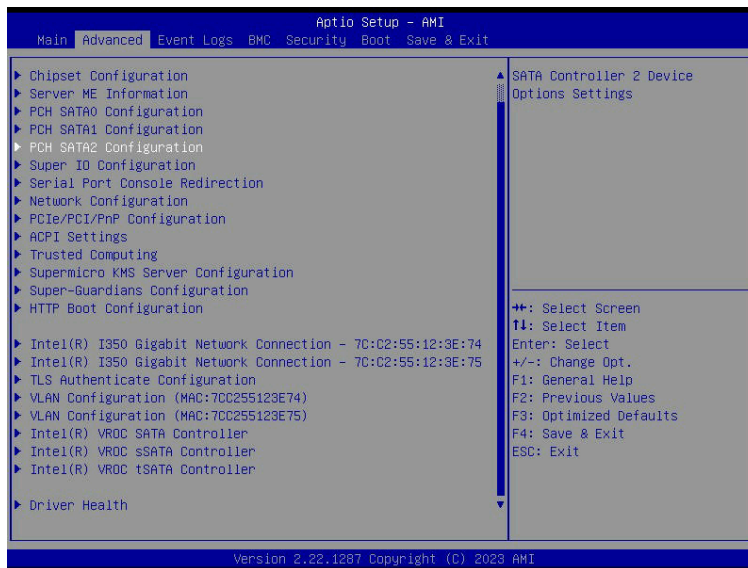 Aptio Setup - AMI
Main Advanced Event Logs BMC Security Boot Save & Exit
Chipset Configuration
Server ME Information
PCH SATA0 Configuration
PCH SATA1 Configuration
PCH SATA2 Configuration
Super IO Configuration
Serial Port Console Redirection
Network Configuration
PCIe/PCI/PnP Configuration
ACPI Settings
Trusted Computing
Supermicro KMS Server Configuration
Super-Guardians Configuration
HTTP Boot Configuration
Intel(R) I350 Gigabit Network Connection - 7C:C2:55:12:3E:74
Intel(R) I350 Gigabit Network Connection - 7C:C2:55:12:3E:75
TLS Authenticate Configuration
VLAN Configuration (MAC:7CC255123E74)
VLAN Configuration (MAC:7CC255123E75)
Intel(R) VROC SATA Controller
Intel(R) VROC sSATA Controller
Intel(R) VROC tSATA Controller
Driver Health
SATA Controller 2 Device
Options Settings
→←: Select Screen
↑↓: Select Item
Enter: Select
+/-: Change Opt.
F1: General Help
F2: Previous Values
F3: Optimized Defaults
F4: Save & Exit
ESC: Exit
Version 2.22.1287 Copyright (C) 2023 AMI